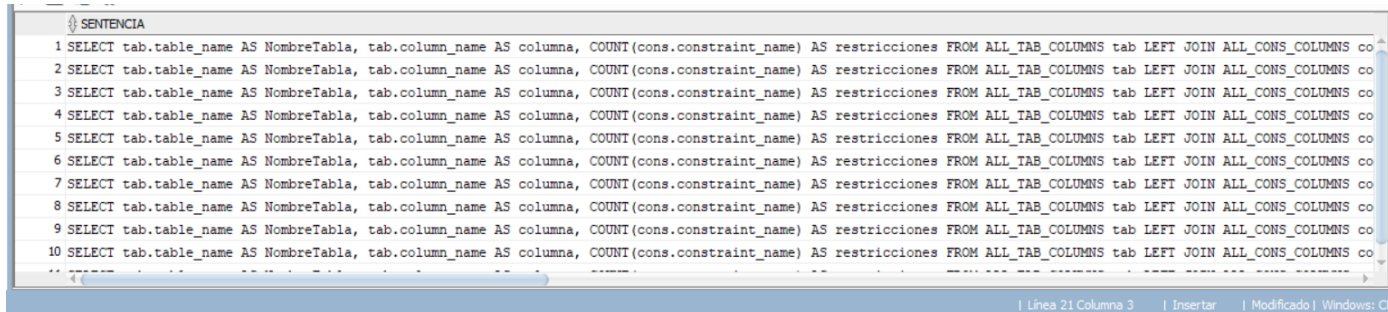 SENTENCIA
1 SELECT tab.table_name AS NombreTabla, tab.column_name AS columna, COUNT(cons.constraint_name) AS restricciones FROM ALL_TAB_COLUMNS tab LEFT JOIN ALL_CONS_COLUMNS co
2 SELECT tab.table_name AS NombreTabla, tab.column_name AS columna, COUNT(cons.constraint_name) AS restricciones FROM ALL_TAB_COLUMNS tab LEFT JOIN ALL_CONS_COLUMNS co
3 SELECT tab.table_name AS NombreTabla, tab.column_name AS columna, COUNT(cons.constraint_name) AS restricciones FROM ALL_TAB_COLUMNS tab LEFT JOIN ALL_CONS_COLUMNS co
4 SELECT tab.table_name AS NombreTabla, tab.column_name AS columna, COUNT(cons.constraint_name) AS restricciones FROM ALL_TAB_COLUMNS tab LEFT JOIN ALL_CONS_COLUMNS co
5 SELECT tab.table_name AS NombreTabla, tab.column_name AS columna, COUNT(cons.constraint_name) AS restricciones FROM ALL_TAB_COLUMNS tab LEFT JOIN ALL_CONS_COLUMNS co
6 SELECT tab.table_name AS NombreTabla, tab.column_name AS columna, COUNT(cons.constraint_name) AS restricciones FROM ALL_TAB_COLUMNS tab LEFT JOIN ALL_CONS_COLUMNS co
7 SELECT tab.table_name AS NombreTabla, tab.column_name AS columna, COUNT(cons.constraint_name) AS restricciones FROM ALL_TAB_COLUMNS tab LEFT JOIN ALL_CONS_COLUMNS co
8 SELECT tab.table_name AS NombreTabla, tab.column_name AS columna, COUNT(cons.constraint_name) AS restricciones FROM ALL_TAB_COLUMNS tab LEFT JOIN ALL_CONS_COLUMNS co
9 SELECT tab.table_name AS NombreTabla, tab.column_name AS columna, COUNT(cons.constraint_name) AS restricciones FROM ALL_TAB_COLUMNS tab LEFT JOIN ALL_CONS_COLUMNS co
10 SELECT tab.table_name AS NombreTabla, tab.column_name AS columna, COUNT(cons.constraint_name) AS restricciones FROM ALL_TAB_COLUMNS tab LEFT JOIN ALL_CONS_COLUMNS co
| Línea 21 Columna 3 | Insertar | Modificado | Windows: C